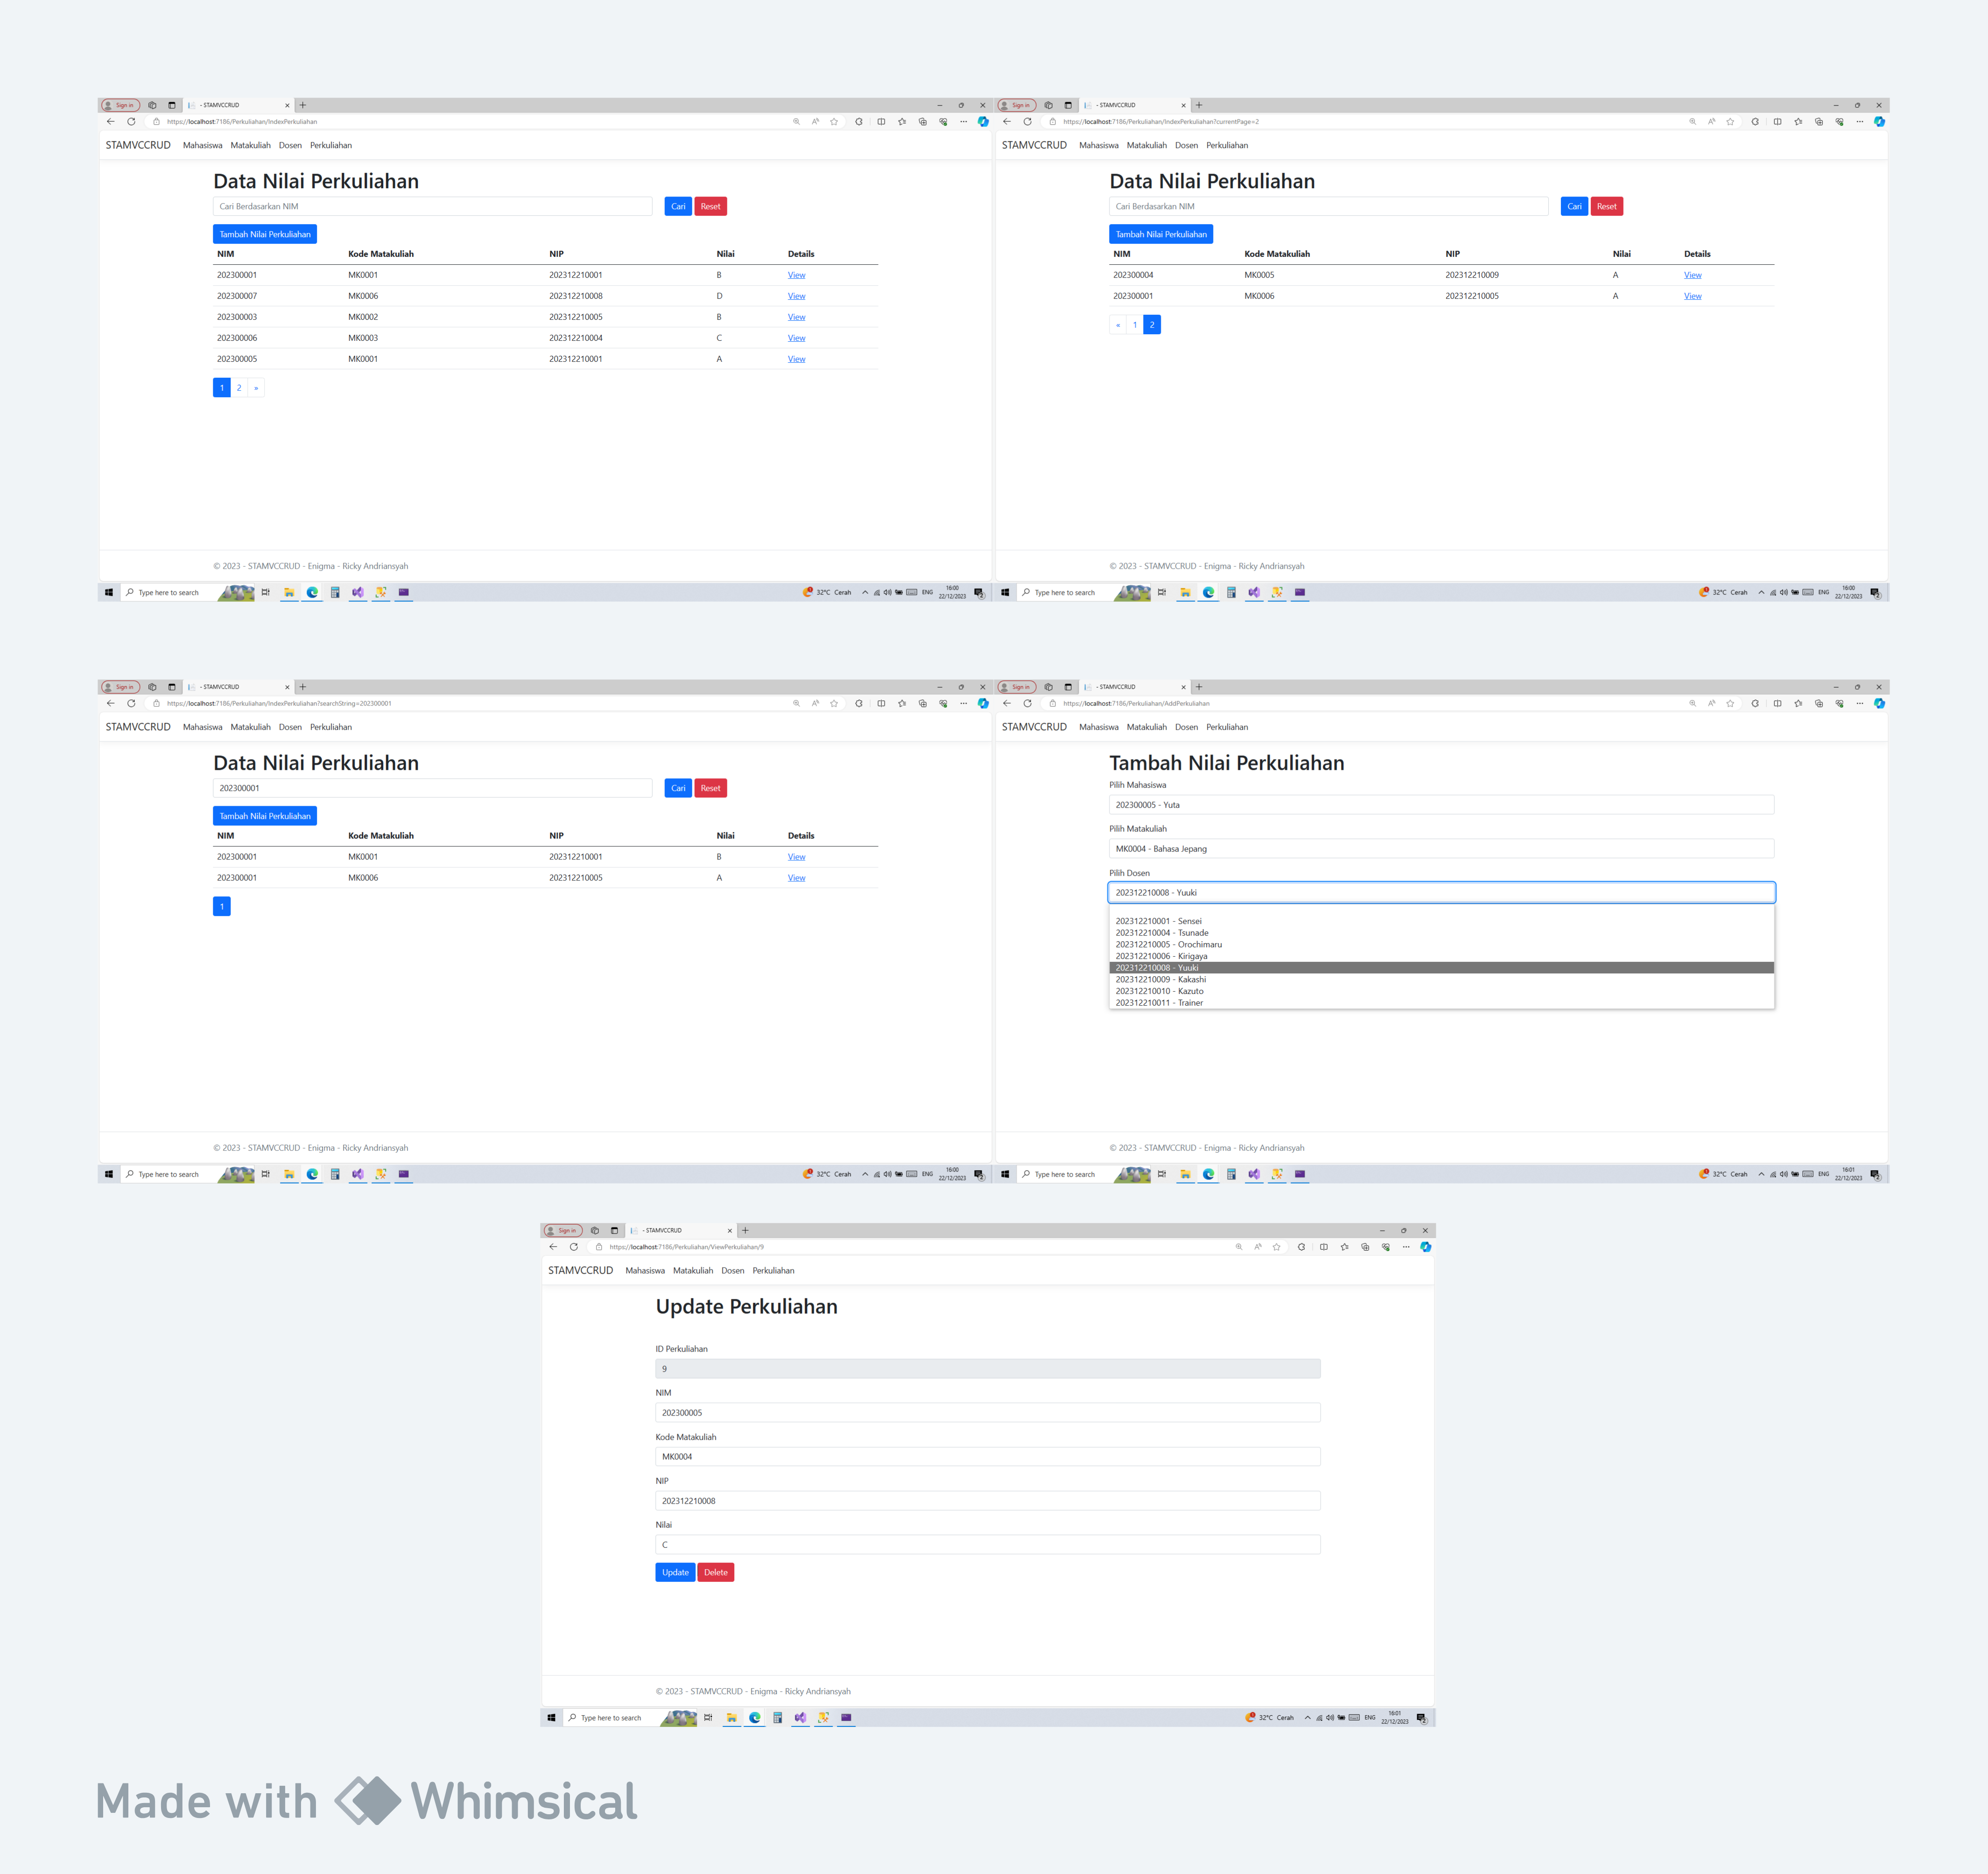 Sign in
- STAMVCCRUD
https://localhost:7186/Perkuliahan/IndexPerkuliahan
STAMVCCRUD Mahasiswa Matakuliah Dosen Perkuliahan
Data Nilai Perkuliahan
Cari Berdasarkan NIM Cari Reset
Tambah Nilai Perkuliahan
NIM Kode Matakuliah NIP Nilai Details
202300001 MK0001 202312210001 B View
202300007 MK0006 202312210008 D View
202300003 MK0002 202312210005 B View
202300006 MK0003 202312210004 C View
202300005 MK0001 202312210001 A View
1 2 »
© 2023 - STAMVCCRUD - Enigma - Ricky Andriansyah
Type here to search 32°C Cerah ENG 16:00
22/12/2023
Sign in
- STAMVCCRUD
https://localhost:7186/Perkuliahan/IndexPerkuliahan?currentPage=2
STAMVCCRUD Mahasiswa Matakuliah Dosen Perkuliahan
Data Nilai Perkuliahan
Cari Berdasarkan NIM Cari Reset
Tambah Nilai Perkuliahan
NIM Kode Matakuliah NIP Nilai Details
202300004 MK0005 202312210009 A View
202300001 MK0006 202312210005 A View
« 1 2
© 2023 - STAMVCCRUD - Enigma - Ricky Andriansyah
Type here to search 32°C Cerah ENG 16:00
22/12/2023
Sign in
- STAMVCCRUD
https://localhost:7186/Perkuliahan/IndexPerkuliahan?searchString=202300001
STAMVCCRUD Mahasiswa Matakuliah Dosen Perkuliahan
Data Nilai Perkuliahan
202300001 Cari Reset
Tambah Nilai Perkuliahan
NIM Kode Matakuliah NIP Nilai Details
202300001 MK0001 202312210001 B View
202300001 MK0006 202312210005 A View
1
© 2023 - STAMVCCRUD - Enigma - Ricky Andriansyah
Type here to search 32°C Cerah ENG 16:00
22/12/2023
Sign in
- STAMVCCRUD
https://localhost:7186/Perkuliahan/AddPerkuliahan
STAMVCCRUD Mahasiswa Matakuliah Dosen Perkuliahan
Tambah Nilai Perkuliahan
Pilih Mahasiswa
202300005 - Yuta
Pilih Matakuliah
MK0004 - Bahasa Jepang
Pilih Dosen
202312210008 - Yuuki
202312210001 - Sensei
202312210004 - Tsunade
202312210005 - Orochimaru
202312210006 - Kirigaya
202312210008 - Yuuki
202312210009 - Kakashi
202312210010 - Kazuto
202312210011 - Trainer
© 2023 - STAMVCCRUD - Enigma - Ricky Andriansyah
Type here to search 32°C Cerah ENG 16:01
22/12/2023
Sign in
- STAMVCCRUD
https://localhost:7186/Perkuliahan/ViewPerkuliahan/9
STAMVCCRUD Mahasiswa Matakuliah Dosen Perkuliahan
Update Perkuliahan
ID Perkuliahan
9
NIM
202300005
Kode Matakuliah
MK0004
NIP
202312210008
Nilai
C
Update Delete
© 2023 - STAMVCCRUD - Enigma - Ricky Andriansyah
Type here to search 32°C Cerah ENG 16:01
22/12/2023
Made with Whimsical